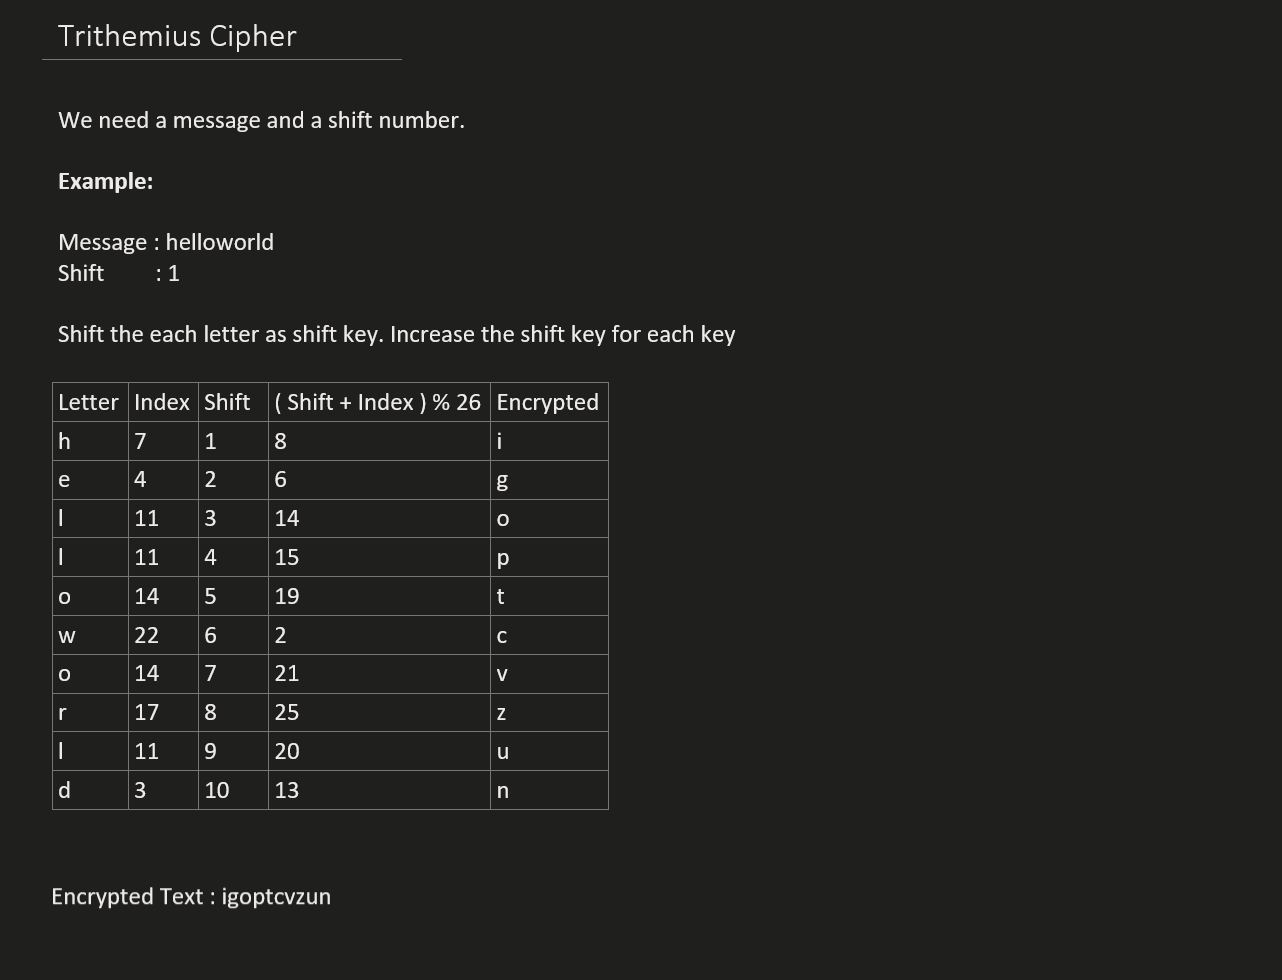 Trithemius Cipher
We need a message and a shift number.
Example:
Message : helloworld
Shift : 1
Shift the each letter as shift key. Increase the shift key for each key
Letter Index Shift ( Shift + Index ) % 26 Encrypted
h 7 1 8 i
e 4 2 6 g
l 11 3 14 o
l 11 4 15 p
o 14 5 19 t
w 22 6 2 c
o 14 7 21 v
r 17 8 25 z
l 11 9 20 u
d 3 10 13 n
Encrypted Text : igoptcvzun